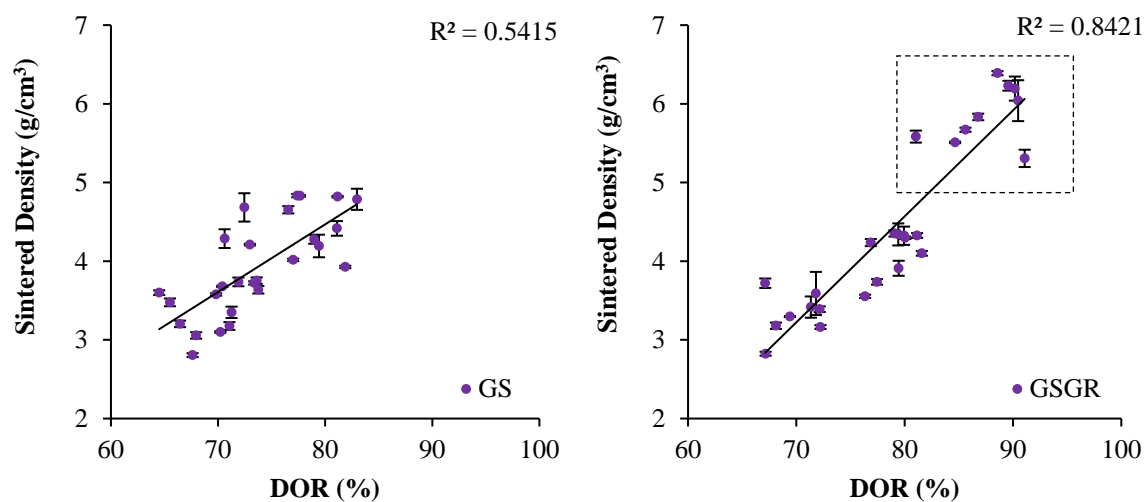 R² = 0.5415
Sintered Density (g/cm³)
7
6
5
4
3
2
GS
60
70
80
90
100
DOR (%)
R² = 0.8421
Sintered Density (g/cm³)
7
6
5
4
3
2
GSGR
60
70
80
90
100
DOR (%)